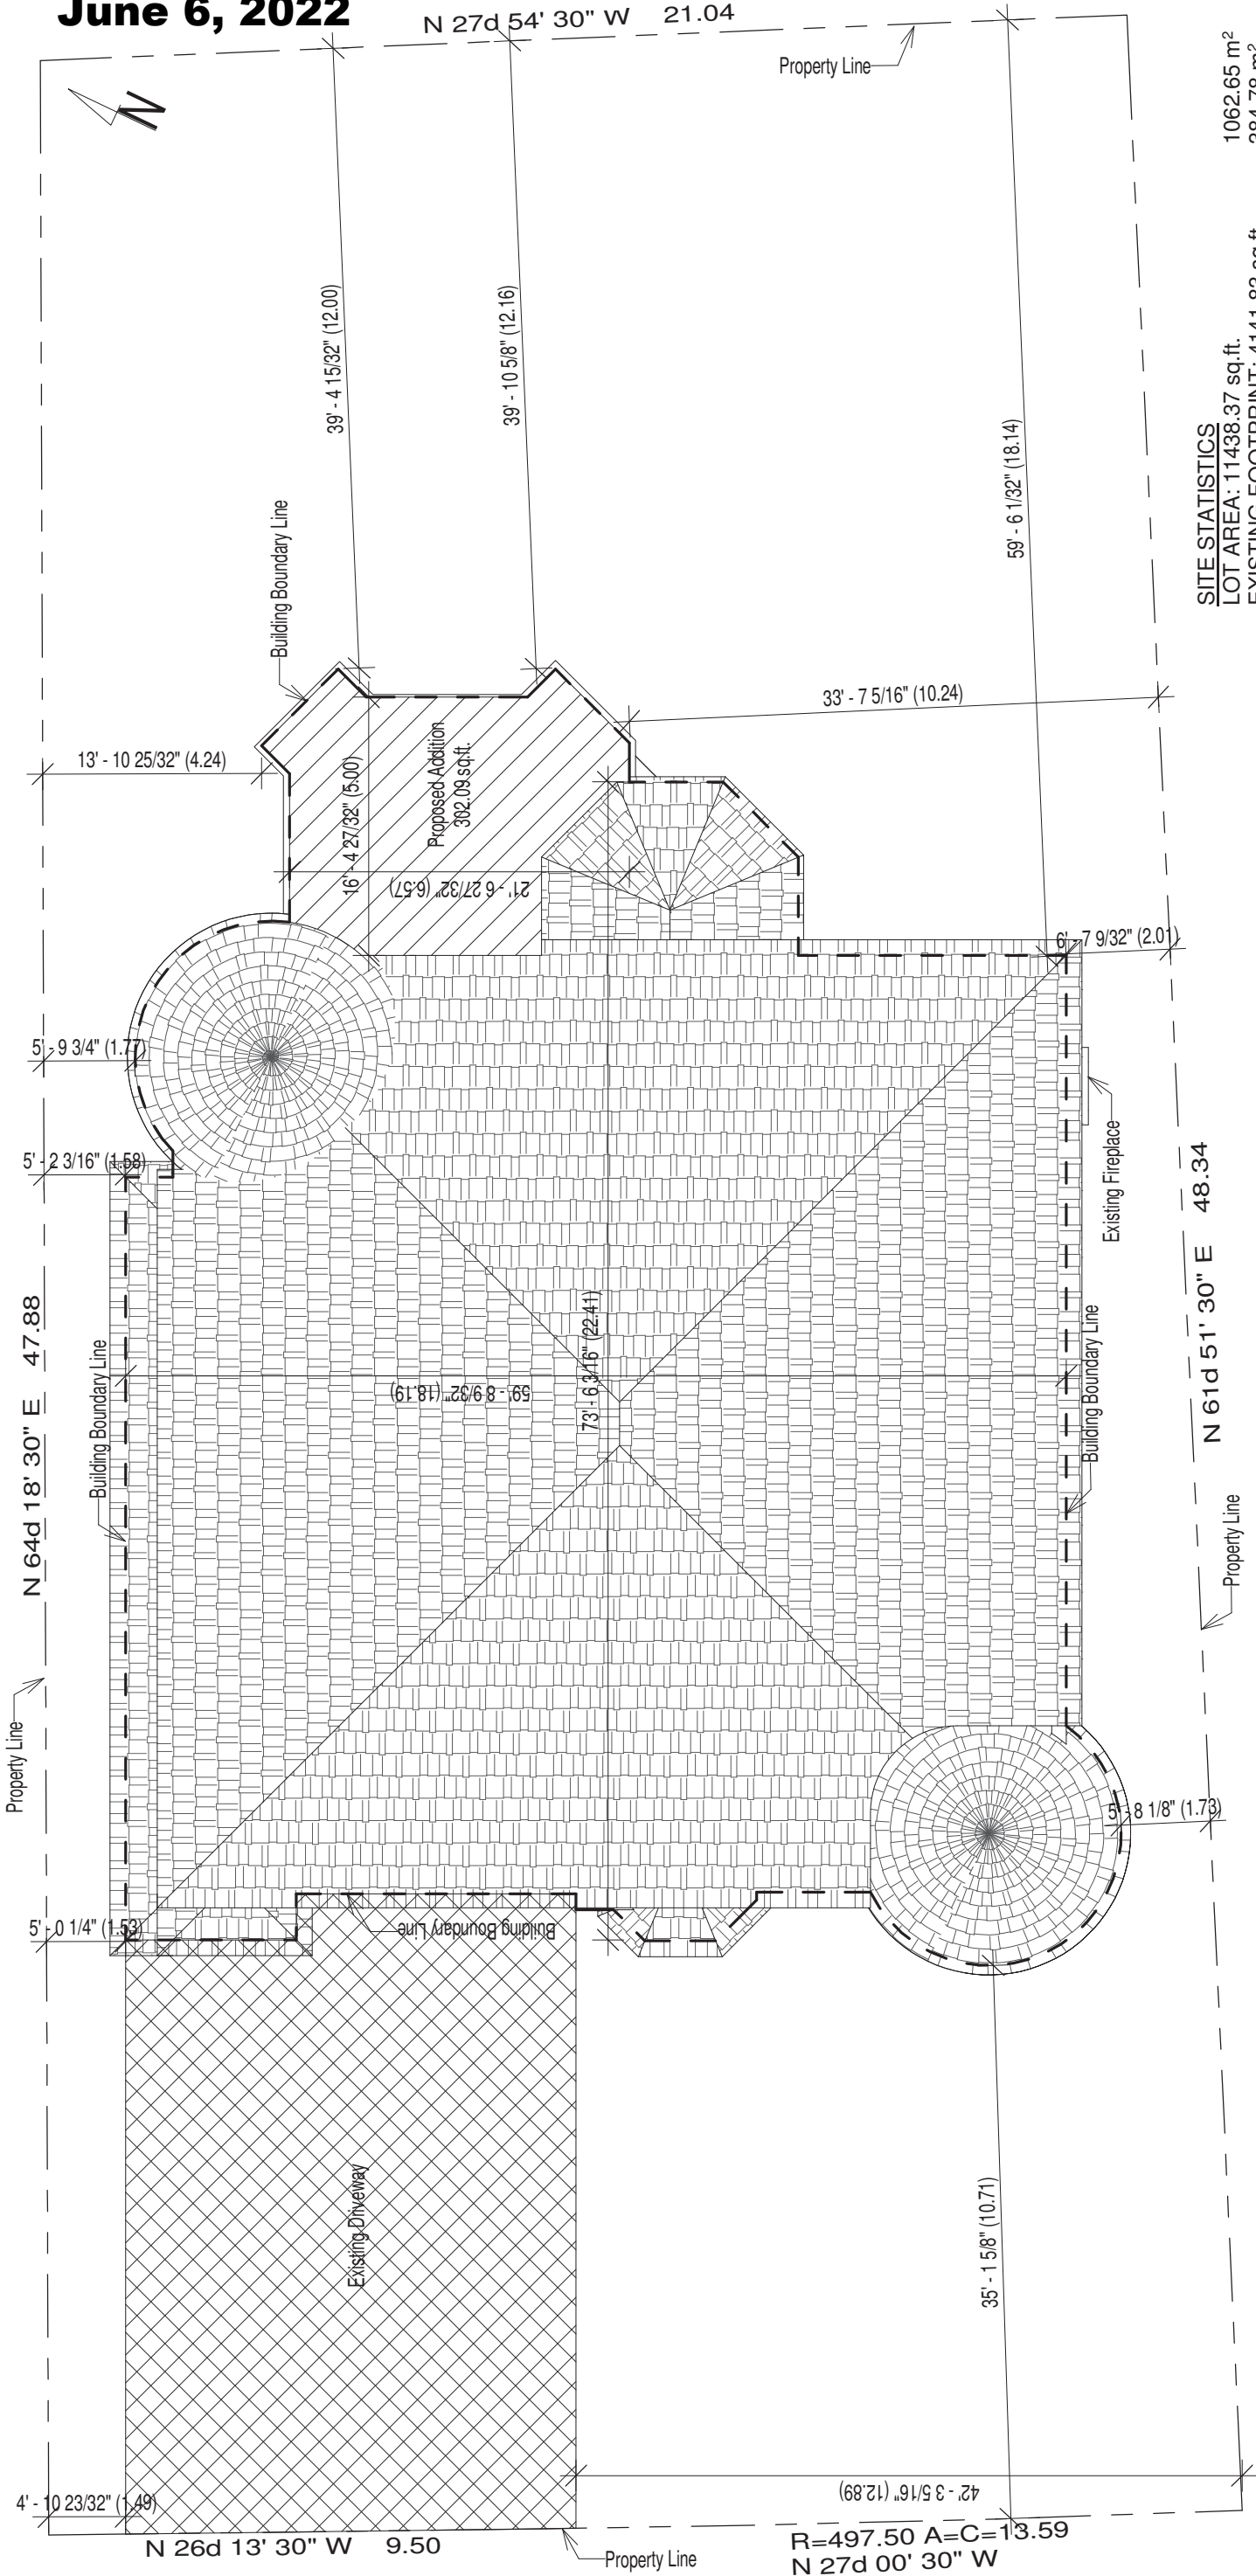 June 6, 2022
N 27d 54' 30" W 21.04
Property Line
N
1062.65 m²
SITE STATISTICS
LOT AREA: 11438.37 sq.ft.
39' - 4 15/32" (12.00)
39' - 10 5/8" (12.16)
59' - 6 1/32" (18.14)
Building Boundary Line
33' - 7 5/16" (10.24)
13' - 10 25/32" (4.24)
Proposed Addition
302.09 sq.ft.
16' - 4 27/32" (5.00)
21' - 6 27/32" (6.57)
6' - 7 9/32" (2.01)
5' - 9 3/4" (1.77)
5' - 2 3/16" (1.58)
Existing Fireplace
N 61d 51' 30" E 48.34
N 64d 18' 30" E 47.88
Building Boundary Line
73' - 6 3/16" (22.41)
59' - 8 9/32" (18.19)
Building Boundary Line
Property Line
Property Line
5' - 8 1/8" (1.73)
5' - 0 1/4" (1.53)
Building Boundary Line
Existing Driveway
35' - 1 5/8" (10.71)
42' - 3 5/16" (12.89)
4' - 10 23/32" (1.49)
N 26d 13' 30" W 9.50
Property Line
R=497.50 A=C=13.59
N 27d 00' 30" W